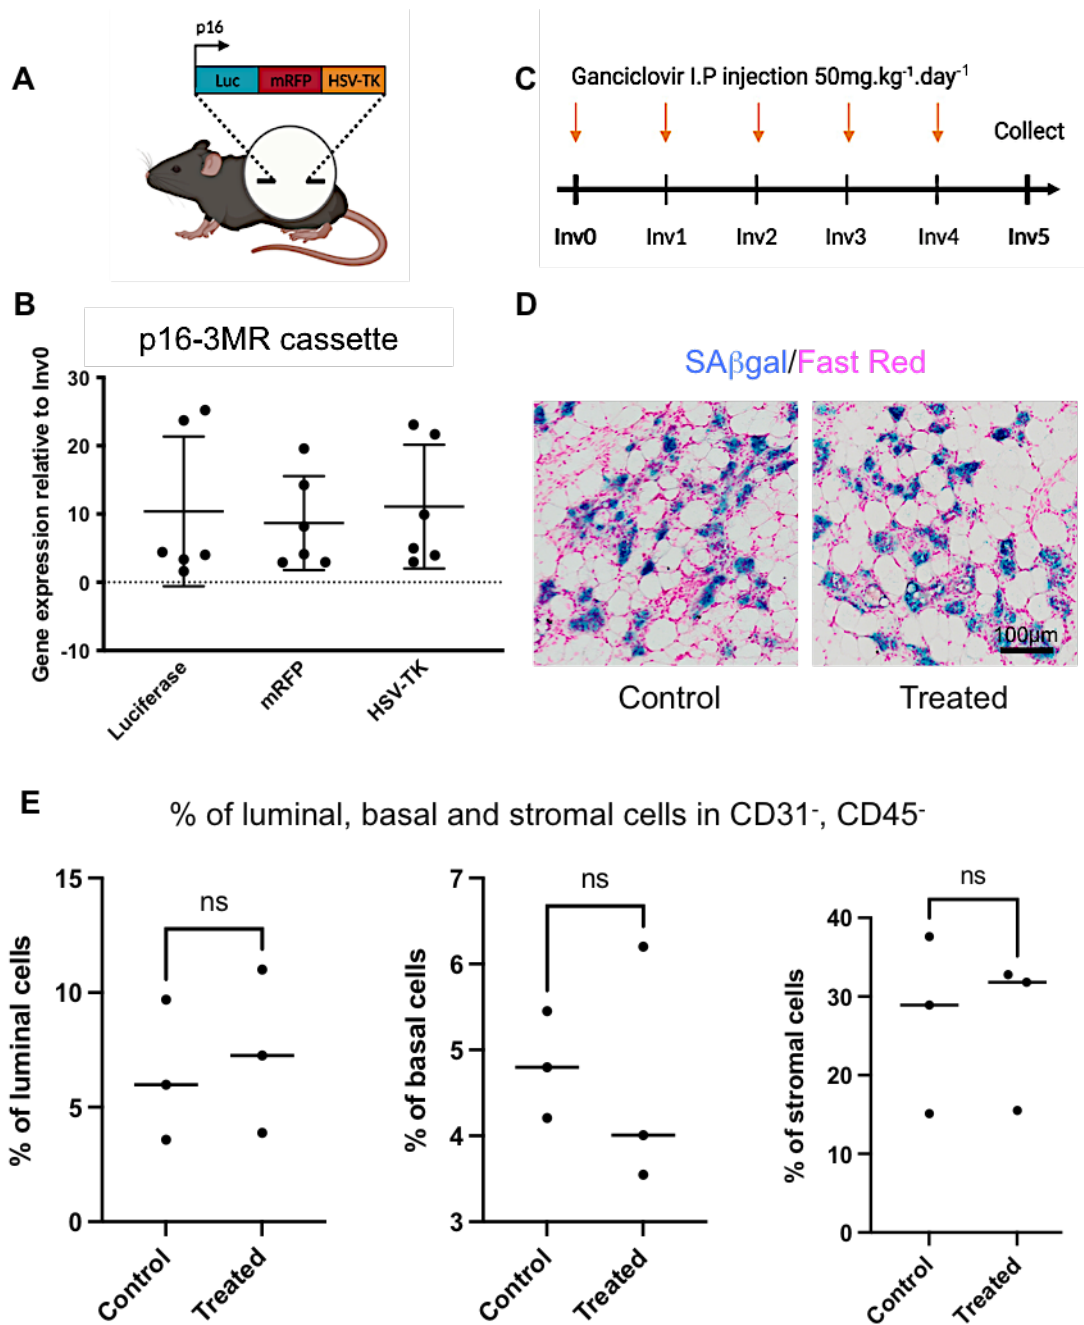 A
p16
Luc mRFP HSV-TK
C
Ganciclovir I.P injection 50mg.kg⁻¹.day⁻¹
Collect
Inv0 Inv1 Inv2 Inv3 Inv4 Inv5
B
p16-3MR cassette
Gene expression relative to Inv0
30
20
10
0
-10
Luciferase
mRFP
HSV-TK
D
SAβgal/Fast Red
100μm
Control Treated
E
% of luminal, basal and stromal cells in CD31⁻, CD45⁻
% of luminal cells
15
10
5
0
ns
Control
Treated
% of basal cells
7
6
5
4
3
ns
Control
Treated
% of stromal cells
40
30
20
10
0
ns
Control
Treated